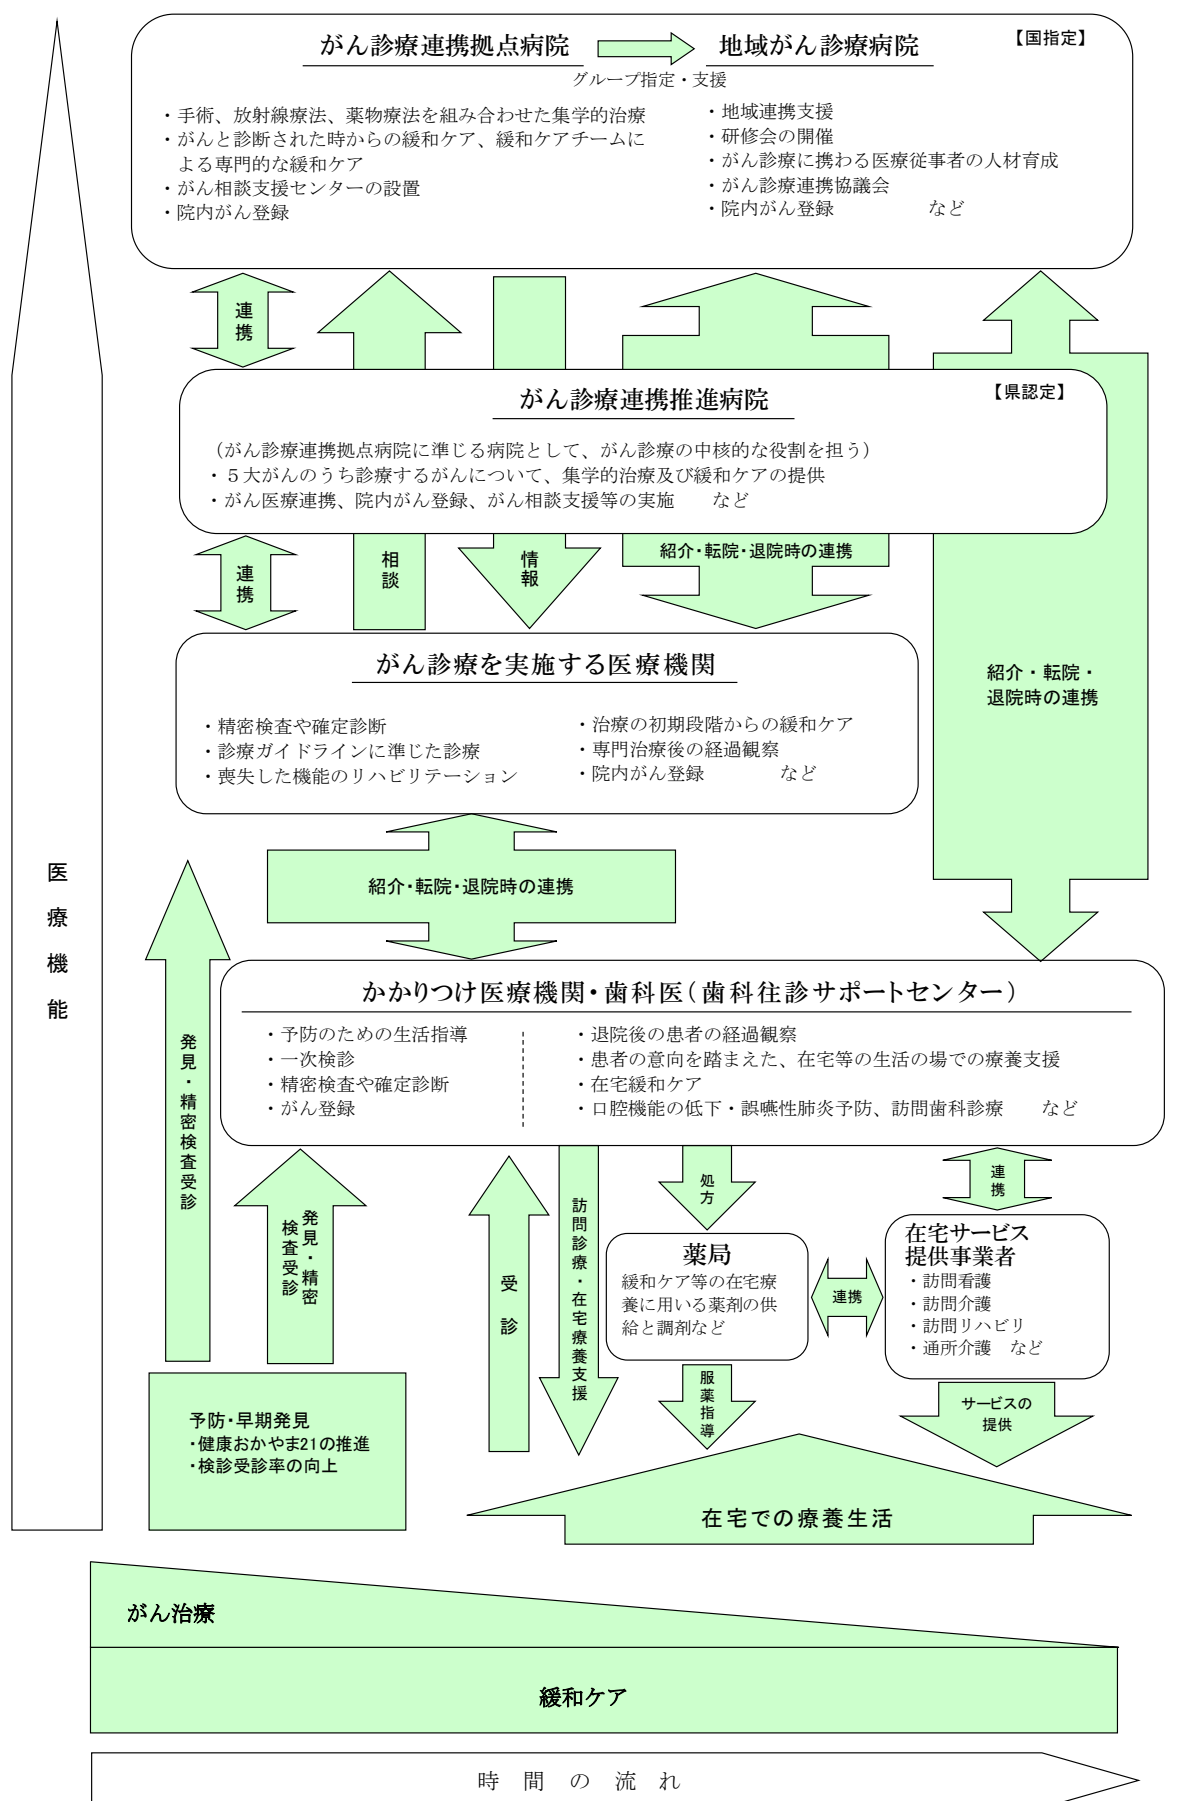 がん診療連携拠点病院
地域がん診療病院
【国指定】
グループ指定・支援
・手術、放射線療法、薬物療法を組み合わせた集学的治療
・がんと診断された時からの緩和ケア、緩和ケアチームに
よる専門的な緩和ケア
・がん相談支援センターの設置
・院内がん登録
・地域連携支援
・研修会の開催
・がん診療に携わる医療従事者の人材育成
・がん診療連携協議会
・院内がん登録　　　　　など
連携
がん診療連携推進病院
【県認定】
（がん診療連携拠点病院に準じる病院として、がん診療の中核的な役割を担う）
・５大がんのうち診療するがんについて、集学的治療及び緩和ケアの提供
・がん医療連携、院内がん登録、がん相談支援等の実施　　など
連携
相談
情報
紹介・転院・退院時の連携
がん診療を実施する医療機関
・精密検査や確定診断
・診療ガイドラインに準じた診療
・喪失した機能のリハビリテーション
・治療の初期段階からの緩和ケア
・専門治療後の経過観察
・院内がん登録　　　　など
紹介・転院・
退院時の連携
紹介・転院・退院時の連携
医療機能
かかりつけ医療機関・歯科医（歯科往診サポートセンター）
・予防のための生活指導
・一次検診
・精密検査や確定診断
・がん登録
・退院後の患者の経過観察
・患者の意向を踏まえた、在宅等の生活の場での療養支援
・在宅緩和ケア
・口腔機能の低下・誤嚥性肺炎予防、訪問歯科診療　　など
発見・精密検査受診
発見・精密
検査受診
受診
訪問診療・在宅療養支援
処方
連携
薬局
緩和ケア等の在宅療
養に用いる薬剤の供
給と調剤など
連携
在宅サービス
提供事業者
・訪問看護
・訪問介護
・訪問リハビリ
・通所介護　など
服薬指導
サービスの
提供
予防・早期発見
・健康おかやま21の推進
・検診受診率の向上
在宅での療養生活
がん治療
緩和ケア
時間の流れ